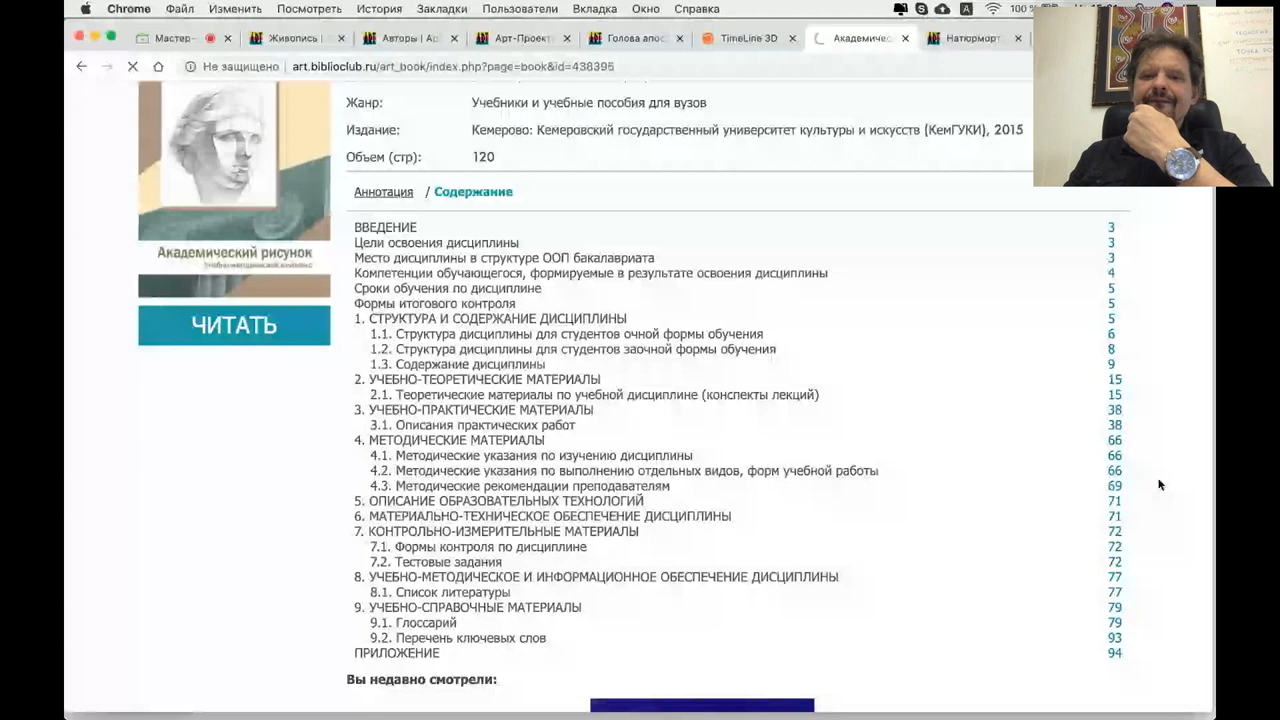 Chrome Файл Изменить Посмотреть История Закладки Пользователи Вкладка Окно Справка 100
Мастер- Живопись | Авторы | Ар Арт-Проект Голова апос TimeLine 3D Академичес Натюрморт
Не защищено art.biblioclub.ru/art_book/index.php?page=book&id=438395
Жанр: Учебники и учебные пособия для вузов
Издание: Кемерово: Кемеровский государственный университет культуры и искусств (КемГУКИ), 2015
Объем (стр): 120
Аннотация / Содержание
Академический рисунок
ЧИТАТЬ
ВВЕДЕНИЕ 3
Цели освоения дисциплины 3
Место дисциплины в структуре ООП бакалавриата 3
Компетенции обучающегося, формируемые в результате освоения дисциплины 4
Сроки обучения по дисциплине 5
Формы итогового контроля 5
1. СТРУКТУРА И СОДЕРЖАНИЕ ДИСЦИПЛИНЫ 5
1.1. Структура дисциплины для студентов очной формы обучения 6
1.2. Структура дисциплины для студентов заочной формы обучения 8
1.3. Содержание дисциплины 9
2. УЧЕБНО-ТЕОРЕТИЧЕСКИЕ МАТЕРИАЛЫ 15
2.1. Теоретические материалы по учебной дисциплине (конспекты лекций) 15
3. УЧЕБНО-ПРАКТИЧЕСКИЕ МАТЕРИАЛЫ 38
3.1. Описания практических работ 38
4. МЕТОДИЧЕСКИЕ МАТЕРИАЛЫ 66
4.1. Методические указания по изучению дисциплины 66
4.2. Методические указания по выполнению отдельных видов, форм учебной работы 66
4.3. Методические рекомендации преподавателям 69
5. ОПИСАНИЕ ОБРАЗОВАТЕЛЬНЫХ ТЕХНОЛОГИЙ 71
6. МАТЕРИАЛЬНО-ТЕХНИЧЕСКОЕ ОБЕСПЕЧЕНИЕ ДИСЦИПЛИНЫ 71
7. КОНТРОЛЬНО-ИЗМЕРИТЕЛЬНЫЕ МАТЕРИАЛЫ 72
7.1. Формы контроля по дисциплине 72
7.2. Тестовые задания 72
8. УЧЕБНО-МЕТОДИЧЕСКОЕ И ИНФОРМАЦИОННОЕ ОБЕСПЕЧЕНИЕ ДИСЦИПЛИНЫ 77
8.1. Список литературы 77
9. УЧЕБНО-СПРАВОЧНЫЕ МАТЕРИАЛЫ 79
9.1. Глоссарий 79
9.2. Перечень ключевых слов 93
ПРИЛОЖЕНИЕ 94
Вы недавно смотрели: